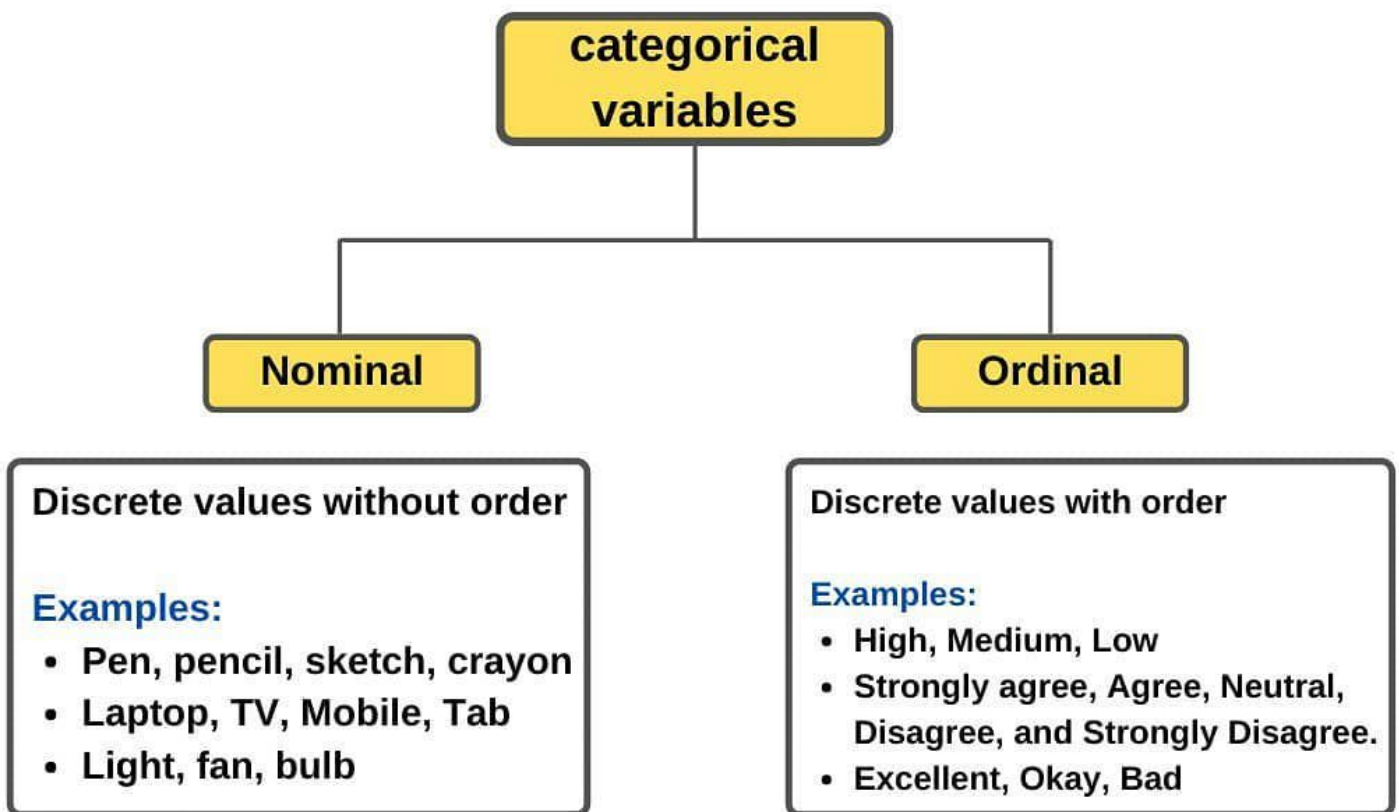 categorical
variables
Nominal
Ordinal
Discrete values without order
Examples:
• Pen, pencil, sketch, crayon
• Laptop, TV, Mobile, Tab
• Light, fan, bulb
Discrete values with order
Examples:
• High, Medium, Low
• Strongly agree, Agree, Neutral,
Disagree, and Strongly Disagree.
• Excellent, Okay, Bad